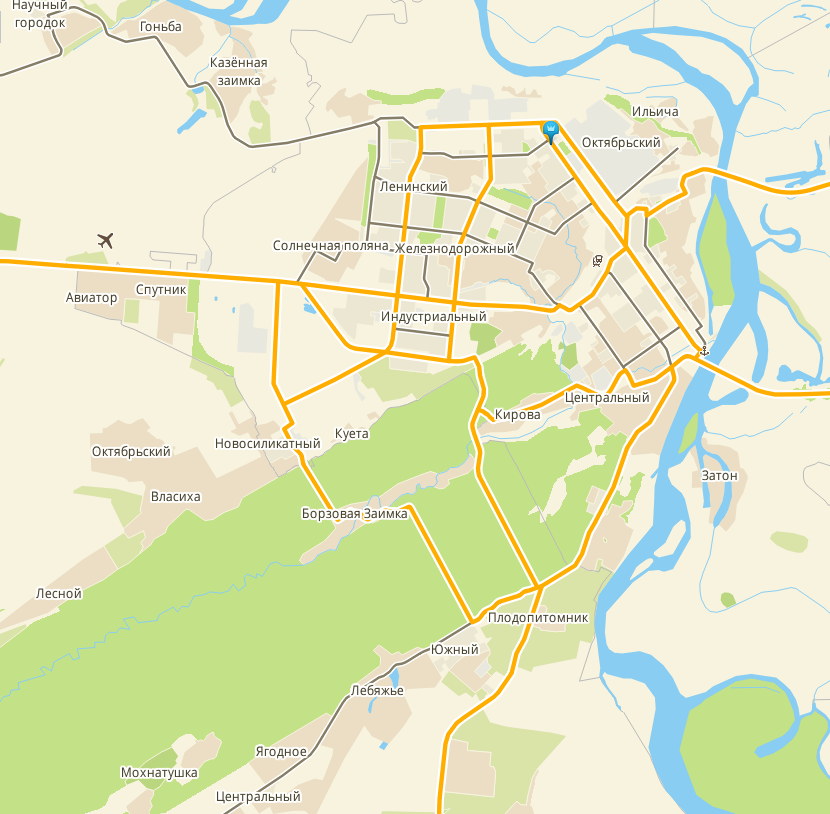 Научный
городок
Гоньба
Казённая
заимка
Ильича
Октябрьский
Ленинский
Солнечная поляна
Железнодорожный
Спутник
Авиатор
Индустриальный
Центральный
Кирова
Куета
Новосиликатный
Октябрьский
Затон
Власиха
Борзовая Заимка
Лесной
Плодопитомник
Южный
Лебяжье
Ягодное
Мохнатушка
Центральный